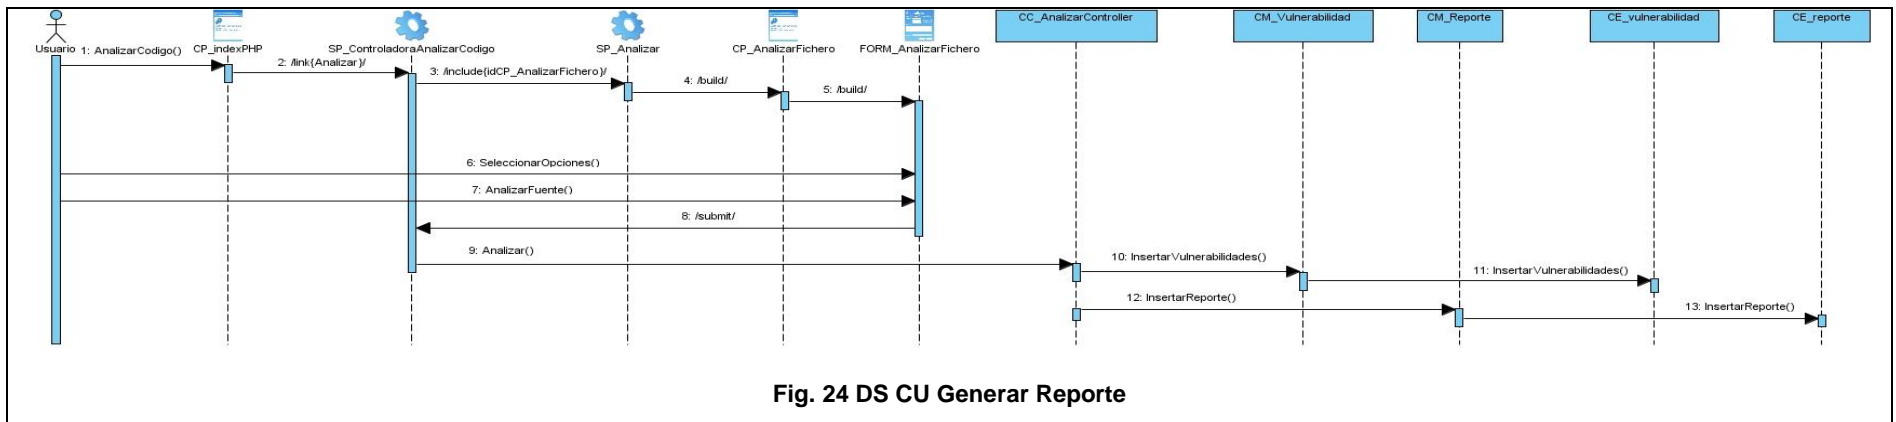 CC_AnalizarController
CM_Vulnerabilidad
CM_Reporte
CE_vulnerabilidad
CE_reporte
Usuario
CP_indexPHP
SP_ControladoraAnalizarCodigo
SP_Analizar
CP_AnalizarFichero
FORM_AnalizarFichero
1: AnalizarCodigo()
2: /link{Analizar}/
3: /include{idCP_AnalizarFichero}/
4: /build/
5: /build/
6: SeleccionarOpciones()
7: AnalizarFuente()
8: /submit/
9: Analizar()
10: InsertarVulnerabilidades()
11: InsertarVulnerabilidades()
12: InsertarReporte()
13: InsertarReporte()
Fig. 24 DS CU Generar Reporte